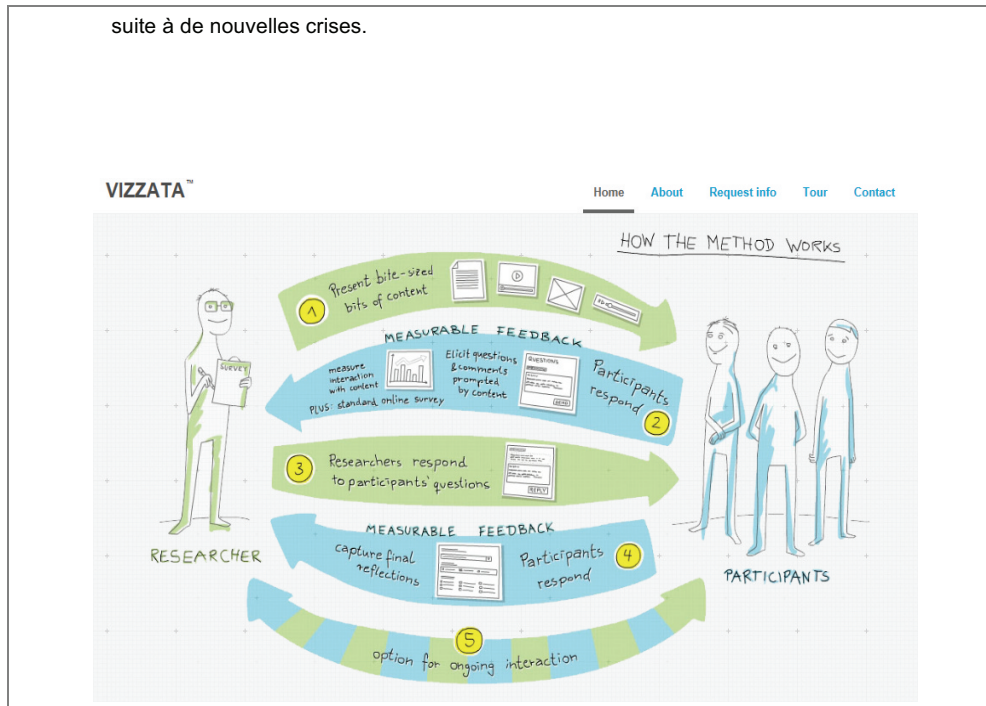 suite à de nouvelles crises.
VIZZATA™
Home About Request info Tour Contact
HOW THE METHOD WORKS
1
Present bite-sized
bits of content
MEASURABLE FEEDBACK
measure
interaction
with content
Elicit questions
& comments
prompted
by content
PLUS: standard online survey
QUESTIONS
SEND
Participants
respond
2
SURVEY
3
Researchers respond
to participants' questions
REPLY
MEASURABLE FEEDBACK
capture final
reflections
Participants
respond
4
RESEARCHER
PARTICIPANTS
5
option for ongoing interaction